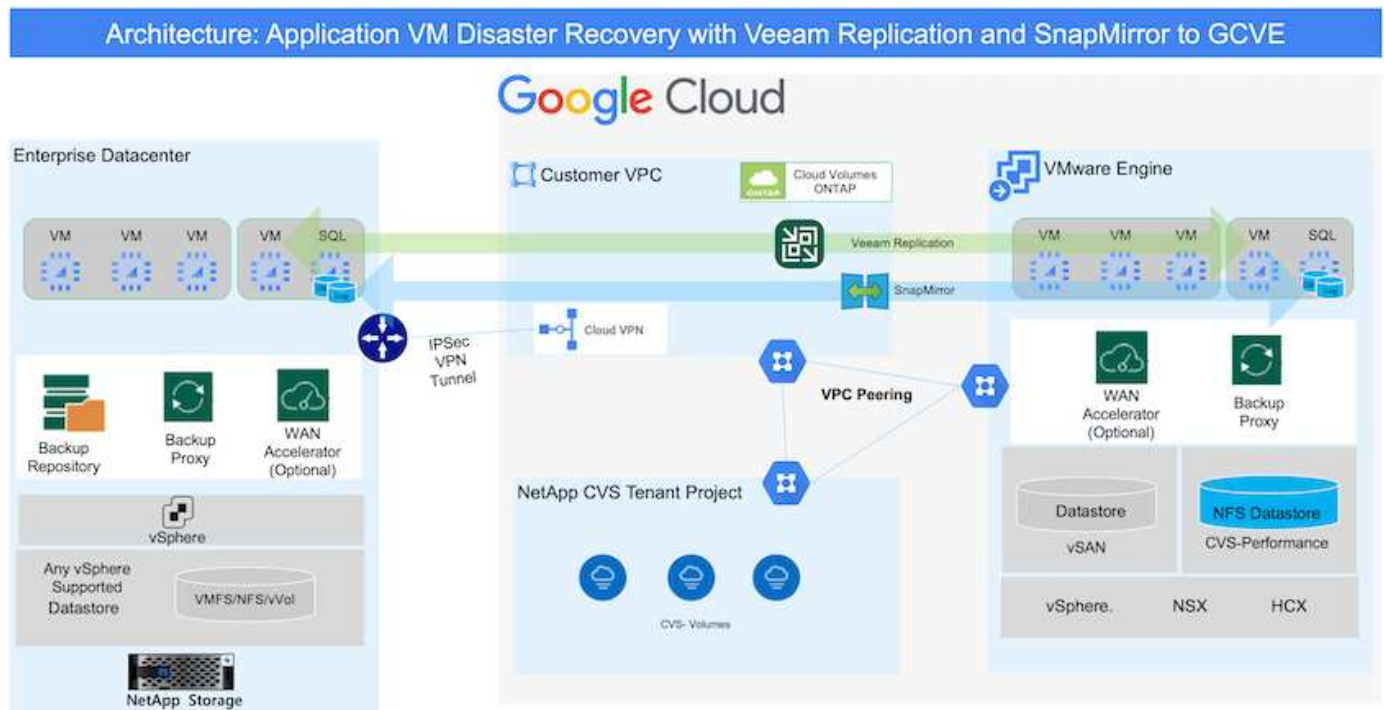 Architecture: Application VM Disaster Recovery with Veeam Replication and SnapMirror to GCVE
Google Cloud
Enterprise Datacenter
VM
VM
VM
VM
SQL
Backup
Repository
Backup
Proxy
WAN
Accelerator
(Optional)
vSphere
Any vSphere
Supported
Datastore
VMFS/NFS/vVol
NetApp Storage
IPSec
VPN
Tunnel
Customer VPC
ONTAP
Cloud Volumes
ONTAP
Veeam Replication
SnapMirror
Cloud VPN
VPC Peering
NetApp CVS Tenant Project
CVS- Volumes
VMware Engine
VM
VM
VM
VM
SQL
WAN
Accelerator
(Optional)
Backup
Proxy
Datastore
vSAN
NFS Datastore
CVS-Performance
vSphere.
NSX
HCX